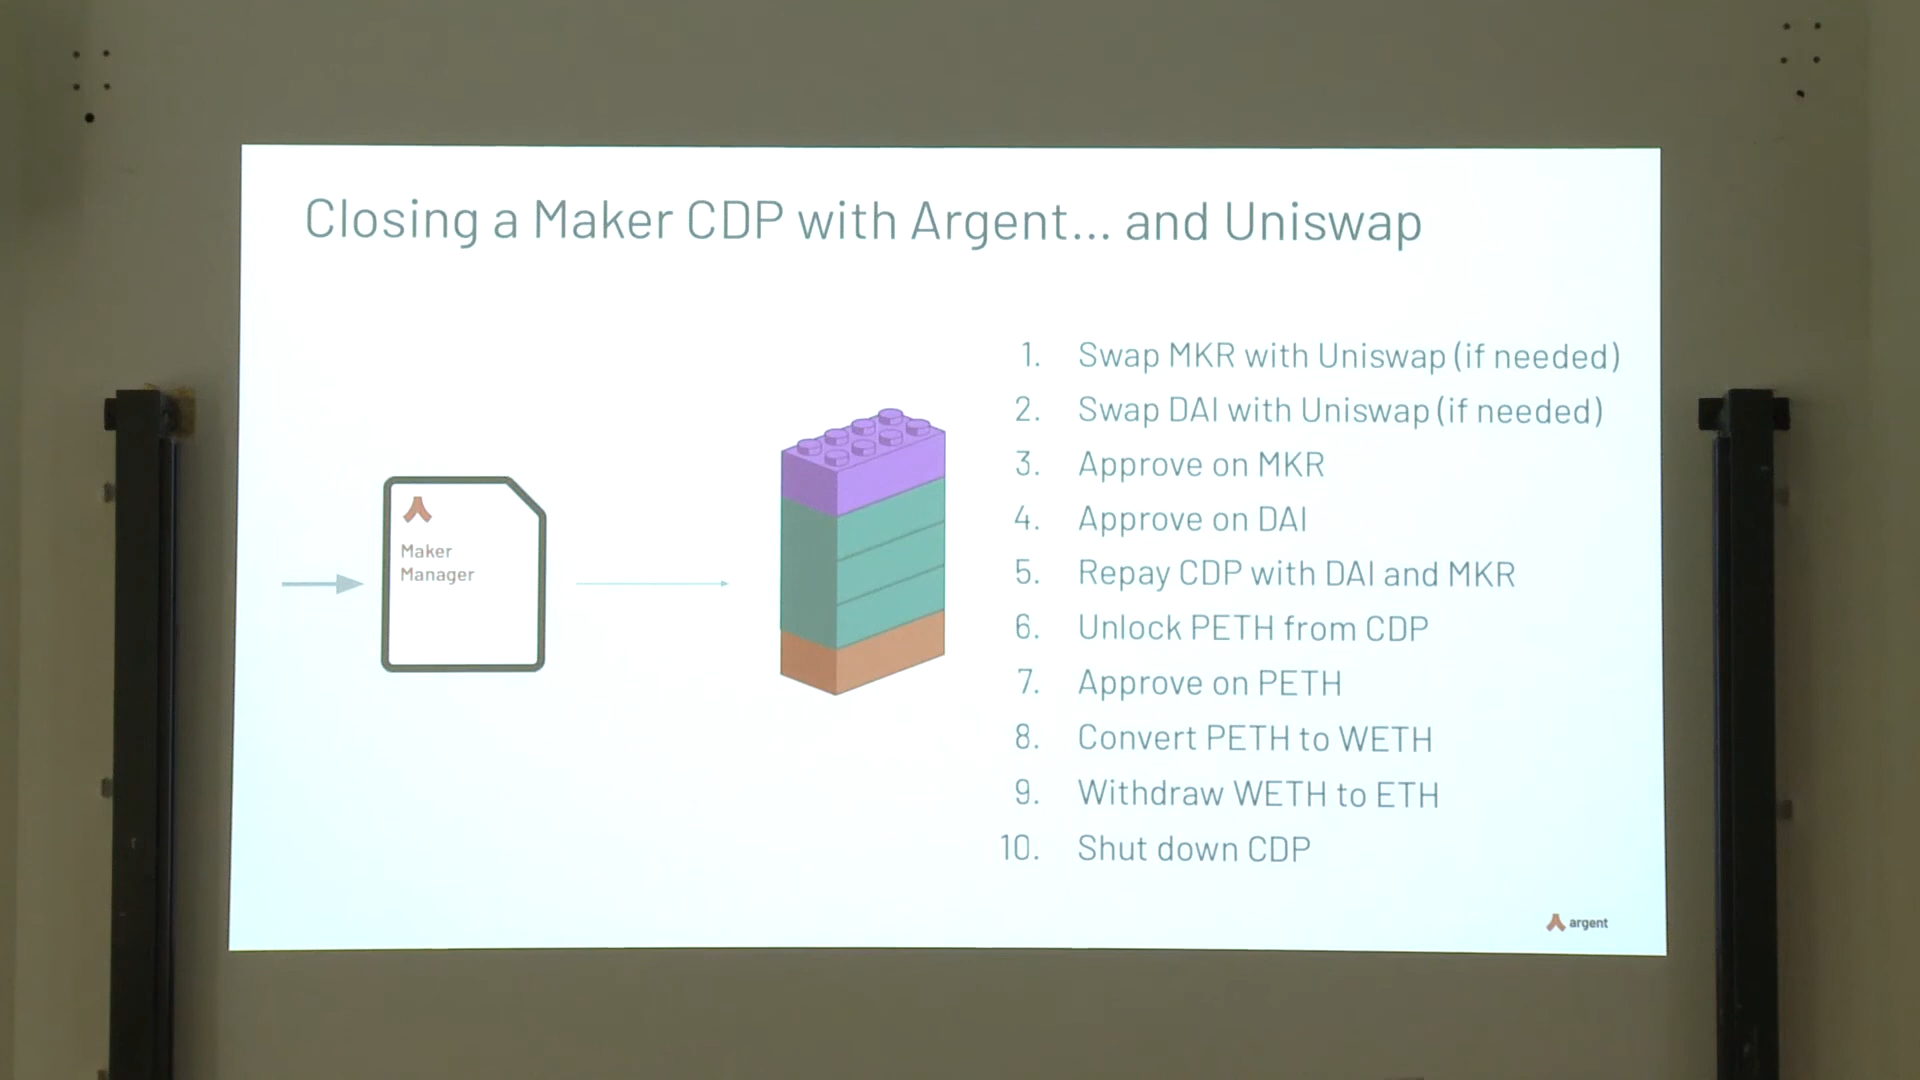 Closing a Maker CDP with Argent... and Uniswap
Maker
Manager
1. Swap MKR with Uniswap (if needed)
2. Swap DAI with Uniswap (if needed)
3. Approve on MKR
4. Approve on DAI
5. Repay CDP with DAI and MKR
6. Unlock PETH from CDP
7. Approve on PETH
8. Convert PETH to WETH
9. Withdraw WETH to ETH
10. Shut down CDP
argent